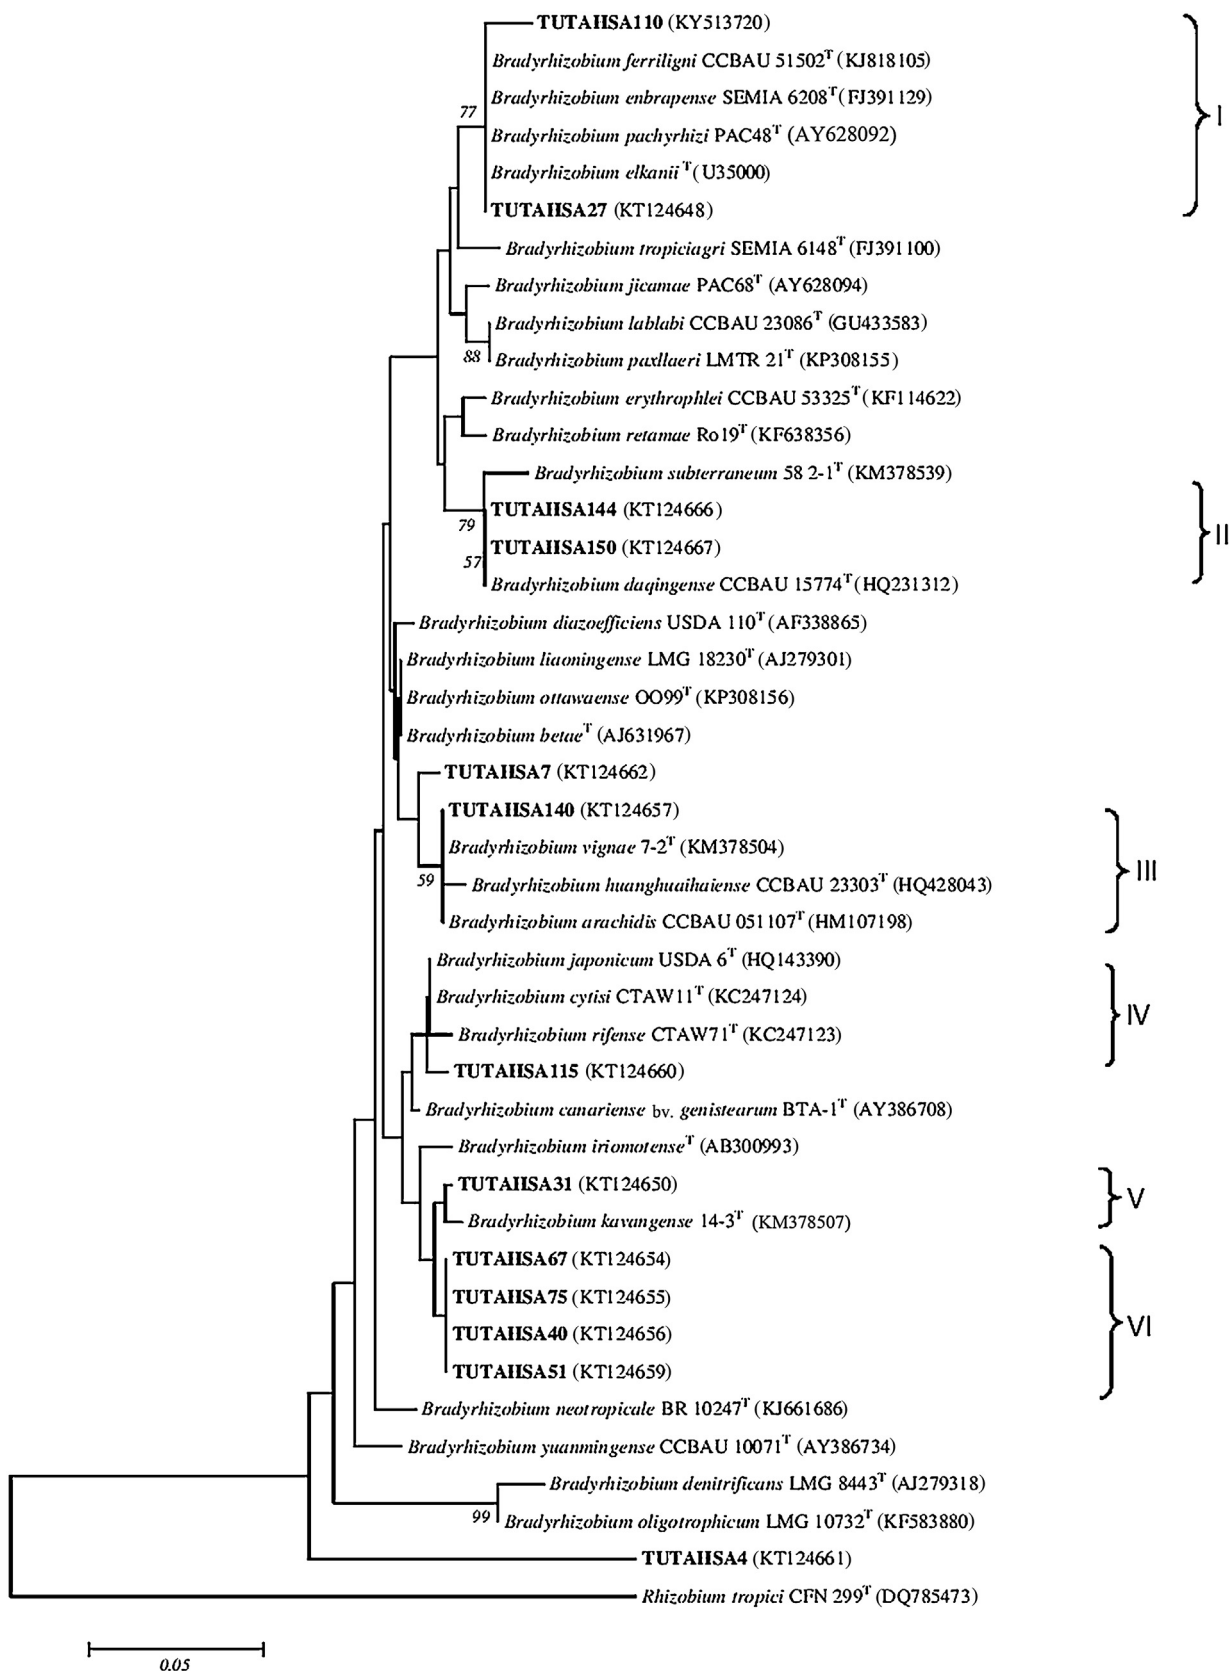 TUTAHSA110 (KY513720)
Bradyrhizobium ferriligni CCBAU 51502T (KJ818105)
Bradyrhizobium enbrapense SEMIA 6208T (FJ391129)
77
I
Bradyrhizobium pachyrhizi PAC48T (AY628092)
Bradyrhizobium elkanii T (U35000)
TUTAHSA27 (KT124648)
Bradyrhizobium tropiciagri SEMIA 6148T (FJ391100)
Bradyrhizobium jicamae PAC68T (AY628094)
Bradyrhizobium lablabi CCBAU 23086T (GU433583)
88
Bradyrhizobium paxllaeri LMTR 21T (KP308155)
Bradyrhizobium erythrophlei CCBAU 53325T (KF114622)
Bradyrhizobium retamae Ro19T (KF638356)
Bradyrhizobium subterraneum 58 2-1T (KM378539)
TUTAHSA144 (KT124666)
79
II
TUTAHSA150 (KT124667)
57
Bradyrhizobium daqingense CCBAU 15774T (HQ231312)
Bradyrhizobium diazoefficiens USDA 110T (AF338865)
Bradyrhizobium liaoningense LMG 18230T (AJ279301)
Bradyrhizobium ottawaense OO99T (KP308156)
Bradyrhizobium betaeT (AJ631967)
TUTAHSA7 (KT124662)
TUTAHSA140 (KT124657)
Bradyrhizobium vignae 7-2T (KM378504)
III
59
Bradyrhizobium huanghuaihaiense CCBAU 23303T (HQ428043)
Bradyrhizobium arachidis CCBAU 051107T (HM107198)
Bradyrhizobium japonicum USDA 6T (HQ143390)
Bradyrhizobium cytisi CTAW11T (KC247124)
IV
Bradyrhizobium rifense CTAW71T (KC247123)
TUTAHSA115 (KT124660)
Bradyrhizobium canariense bv. genistearum BTA-1T (AY386708)
Bradyrhizobium iriomotenseT (AB300993)
TUTAHSA31 (KT124650)
V
Bradyrhizobium kavangense 14-3T (KM378507)
TUTAHSA67 (KT124654)
TUTAHSA75 (KT124655)
VI
TUTAHSA40 (KT124656)
TUTAHSA51 (KT124659)
Bradyrhizobium neotropicale BR 10247T (KJ661686)
Bradyrhizobium yuanmingense CCBAU 10071T (AY386734)
Bradyrhizobium denitrificans LMG 8443T (AJ279318)
99
Bradyrhizobium oligotrophicum LMG 10732T (KF583880)
TUTAHSA4 (KT124661)
Rhizobium tropici CFN 299T (DQ785473)
0.05